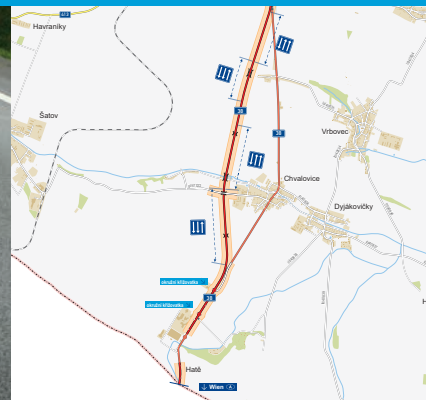 Havraníky
Šatov
38
38
Vrbovec
Chvalovice
Dyjákovičky
okružní křižovatka
38
okružní křižovatka
Hatě
↓ Wien A